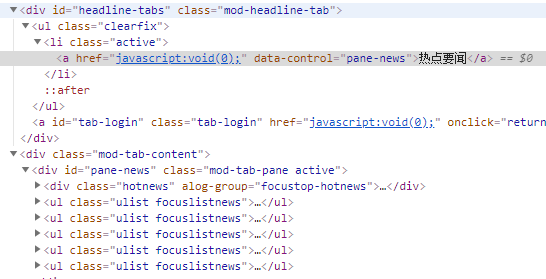 ▼<div id="headline-tabs" class="mod-headline-tab">
▼<ul class="clearfix">
▼<li class="active">
<a href="javascript:void(0);" data-control="pane-news">热点要闻</a> == $0
</li>
::after
</ul>
<a id="tab-login" class="tab-login" href="javascript:void(0);" onclick="return
</div>
▼<div class="mod-tab-content">
▼<div id="pane-news" class="mod-tab-pane active">
▶<div class="hotnews" alog-group="focustop-hotnews">…</div>
▶<ul class="ulist focuslistnews">…</ul>
▶<ul class="ulist focuslistnews">…</ul>
▶<ul class="ulist focuslistnews">…</ul>
▶<ul class="ulist focuslistnews">…</ul>
▶<ul class="ulist focuslistnews">…</ul>